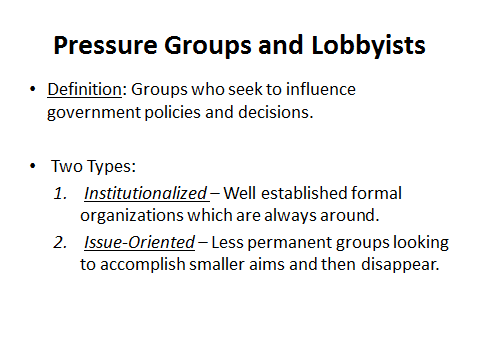 Pressure Groups and Lobbyists
• Definition: Groups who seek to influence
government policies and decisions.
• Two Types:
1. Institutionalized – Well established formal
organizations which are always around.
2. Issue-Oriented – Less permanent groups looking
to accomplish smaller aims and then disappear.